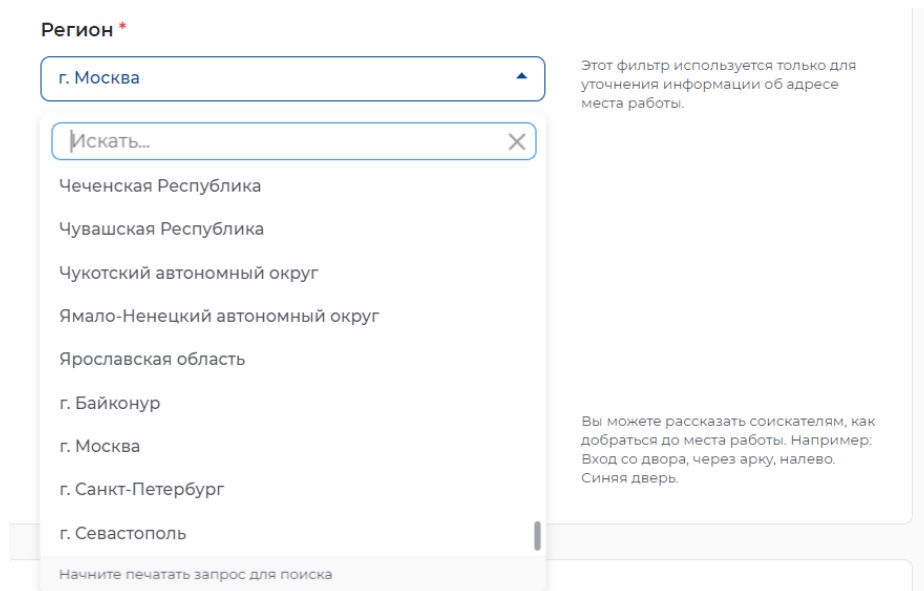 Регион *
г. Москва
Этот фильтр используется только для
уточнения информации об адресе
места работы.
Искать...
Чеченская Республика
Чувашская Республика
Чукотский автономный округ
Ямало-Ненецкий автономный округ
Ярославская область
г. Байконур
г. Москва
г. Санкт-Петербург
г. Севастополь
Начните печатать запрос для поиска
Вы можете рассказать соискателям, как
добраться до места работы. Например:
Вход со двора, через арку, налево.
Синяя дверь.